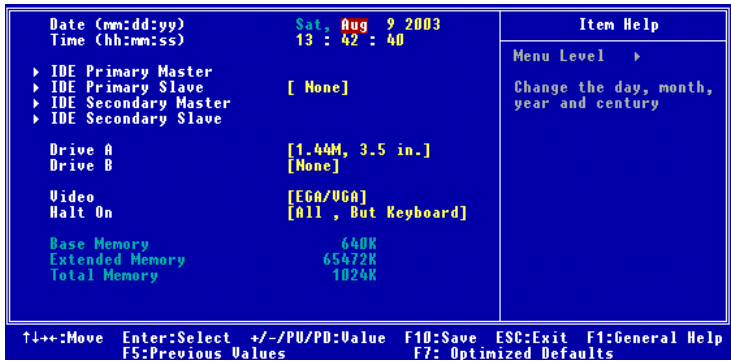 Date (mm:dd:yy) Sat, Aug 9 2003
Time (hh:mm:ss) 13 : 42 : 40
IDE Primary Master
IDE Primary Slave [ None]
IDE Secondary Master
IDE Secondary Slave
Drive A [1.44M, 3.5 in.]
Drive B [None]
Video [EGA/VGA]
Halt On [All , But Keyboard]
Base Memory 640K
Extended Memory 65472K
Total Memory 1024K
Item Help
Menu Level
Change the day, month,
year and century
↑↓→←:Move Enter:Select +/-/PU/PD:Value F10:Save ESC:Exit F1:General Help
F5:Previous Values F7: Optimized Defaults